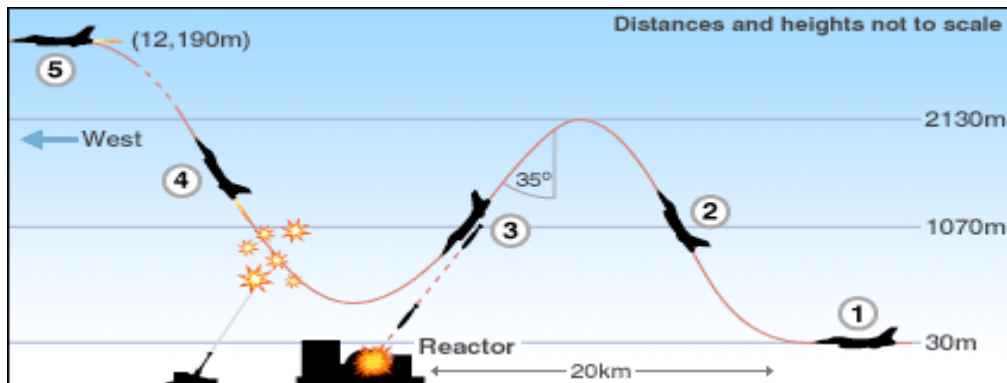 Distances and heights not to scale
(12,190m)
5
2130m
West
4
35º
2
3
1070m
1
Reactor
30m
20km